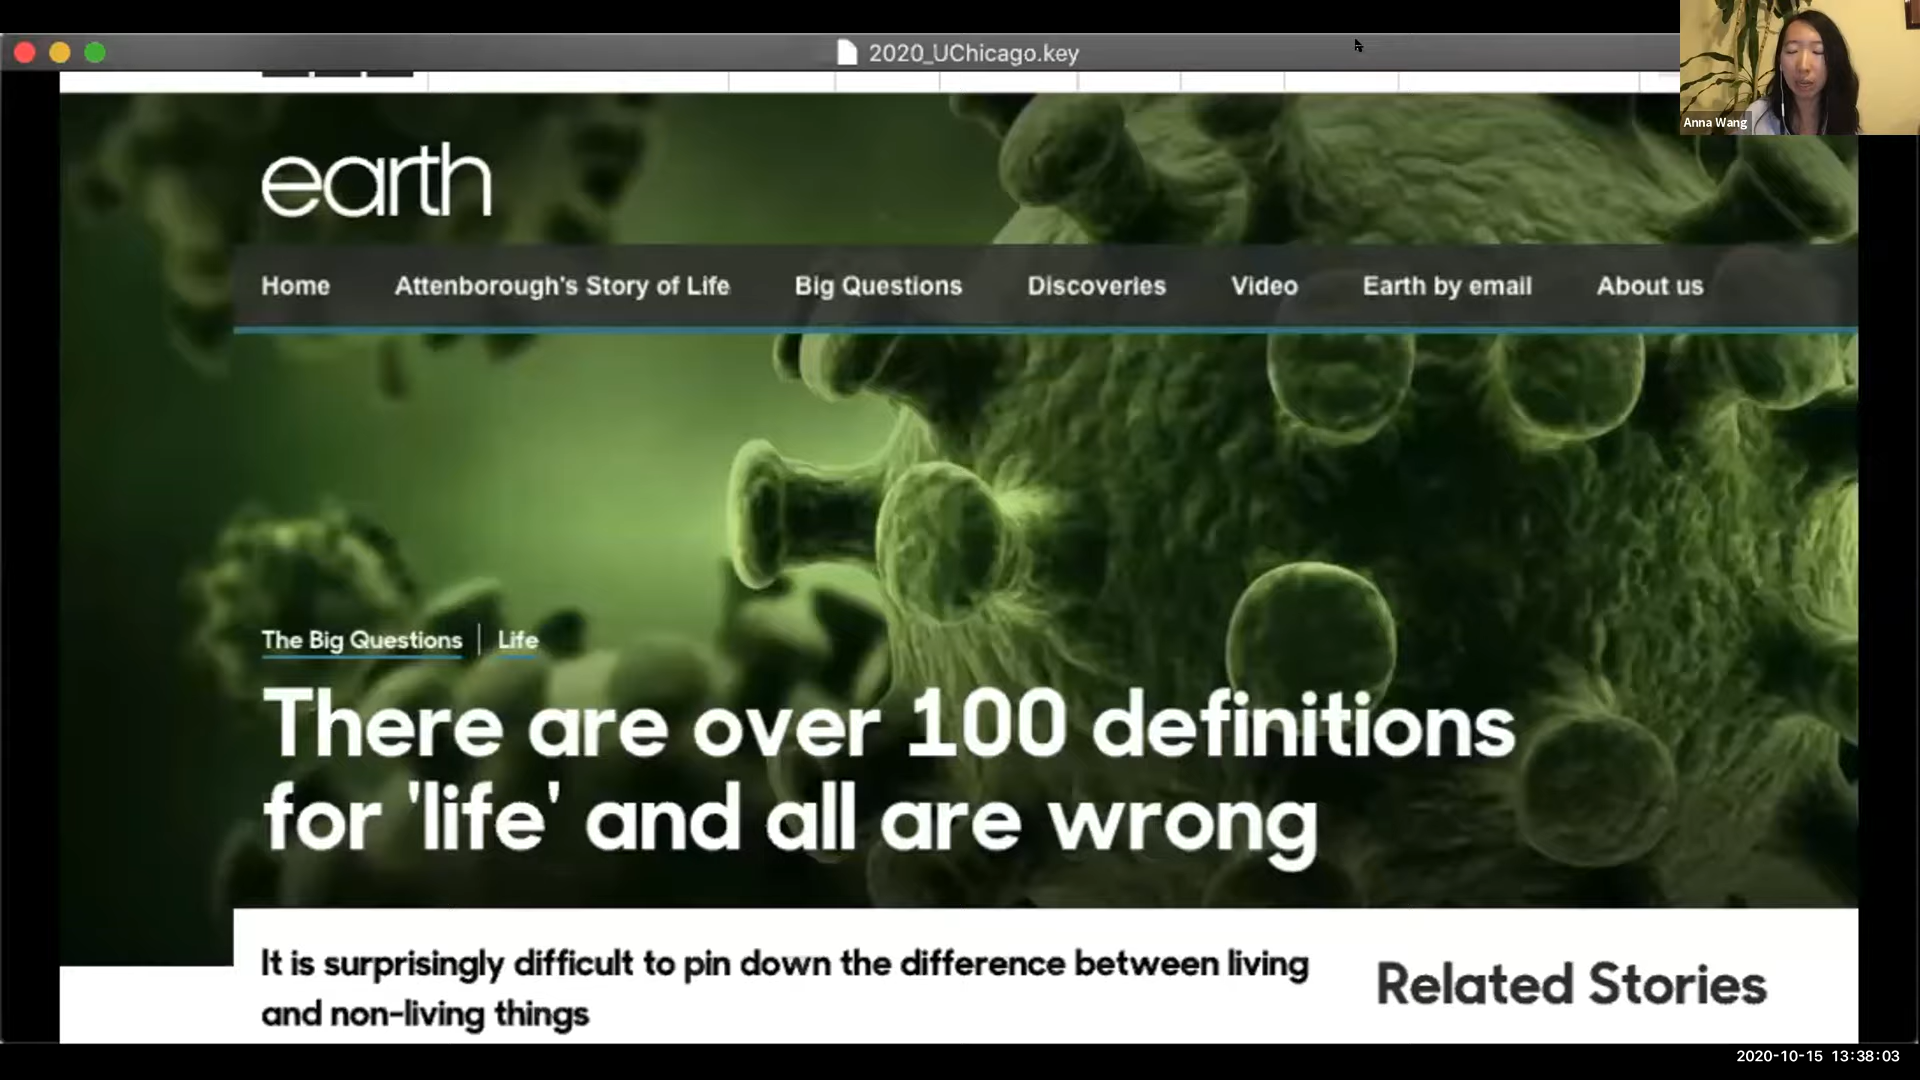 2020_UChicago.key
Anna Wang
earth
Home Attenborough's Story of Life Big Questions Discoveries Video Earth by email About us
The Big Questions | Life
There are over 100 definitions
for 'life' and all are wrong
It is surprisingly difficult to pin down the difference between living
and non-living things
Related Stories
2020-10-15 13:38:03